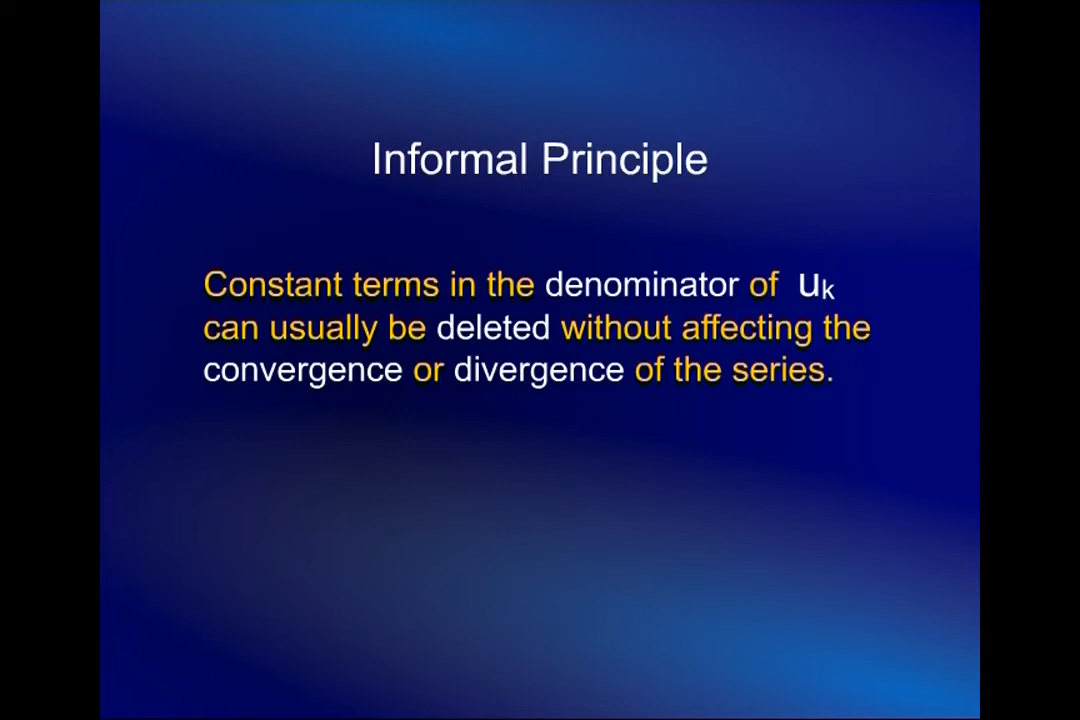 Informal Principle
Constant terms in the denominator of uk
can usually be deleted without affecting the
convergence or divergence of the series.